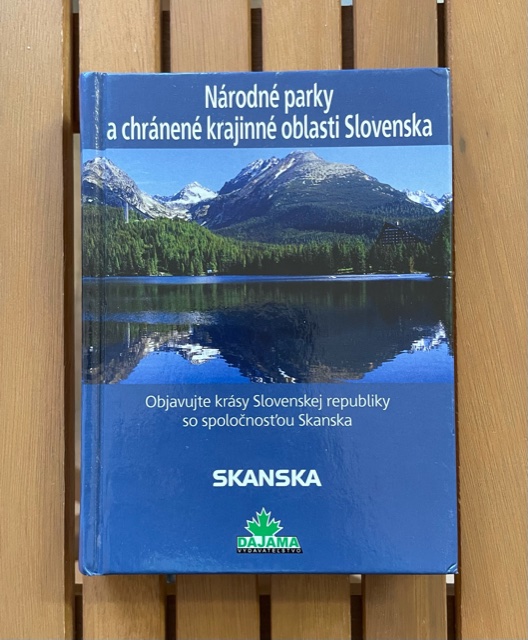 Národné parky
a chránené krajinné oblasti Slovenska
Objavujte krásy Slovenskej republiky
so spoločnosťou Skanska
SKANSKA
DAJAMA
VYDAVATEĽSTVO